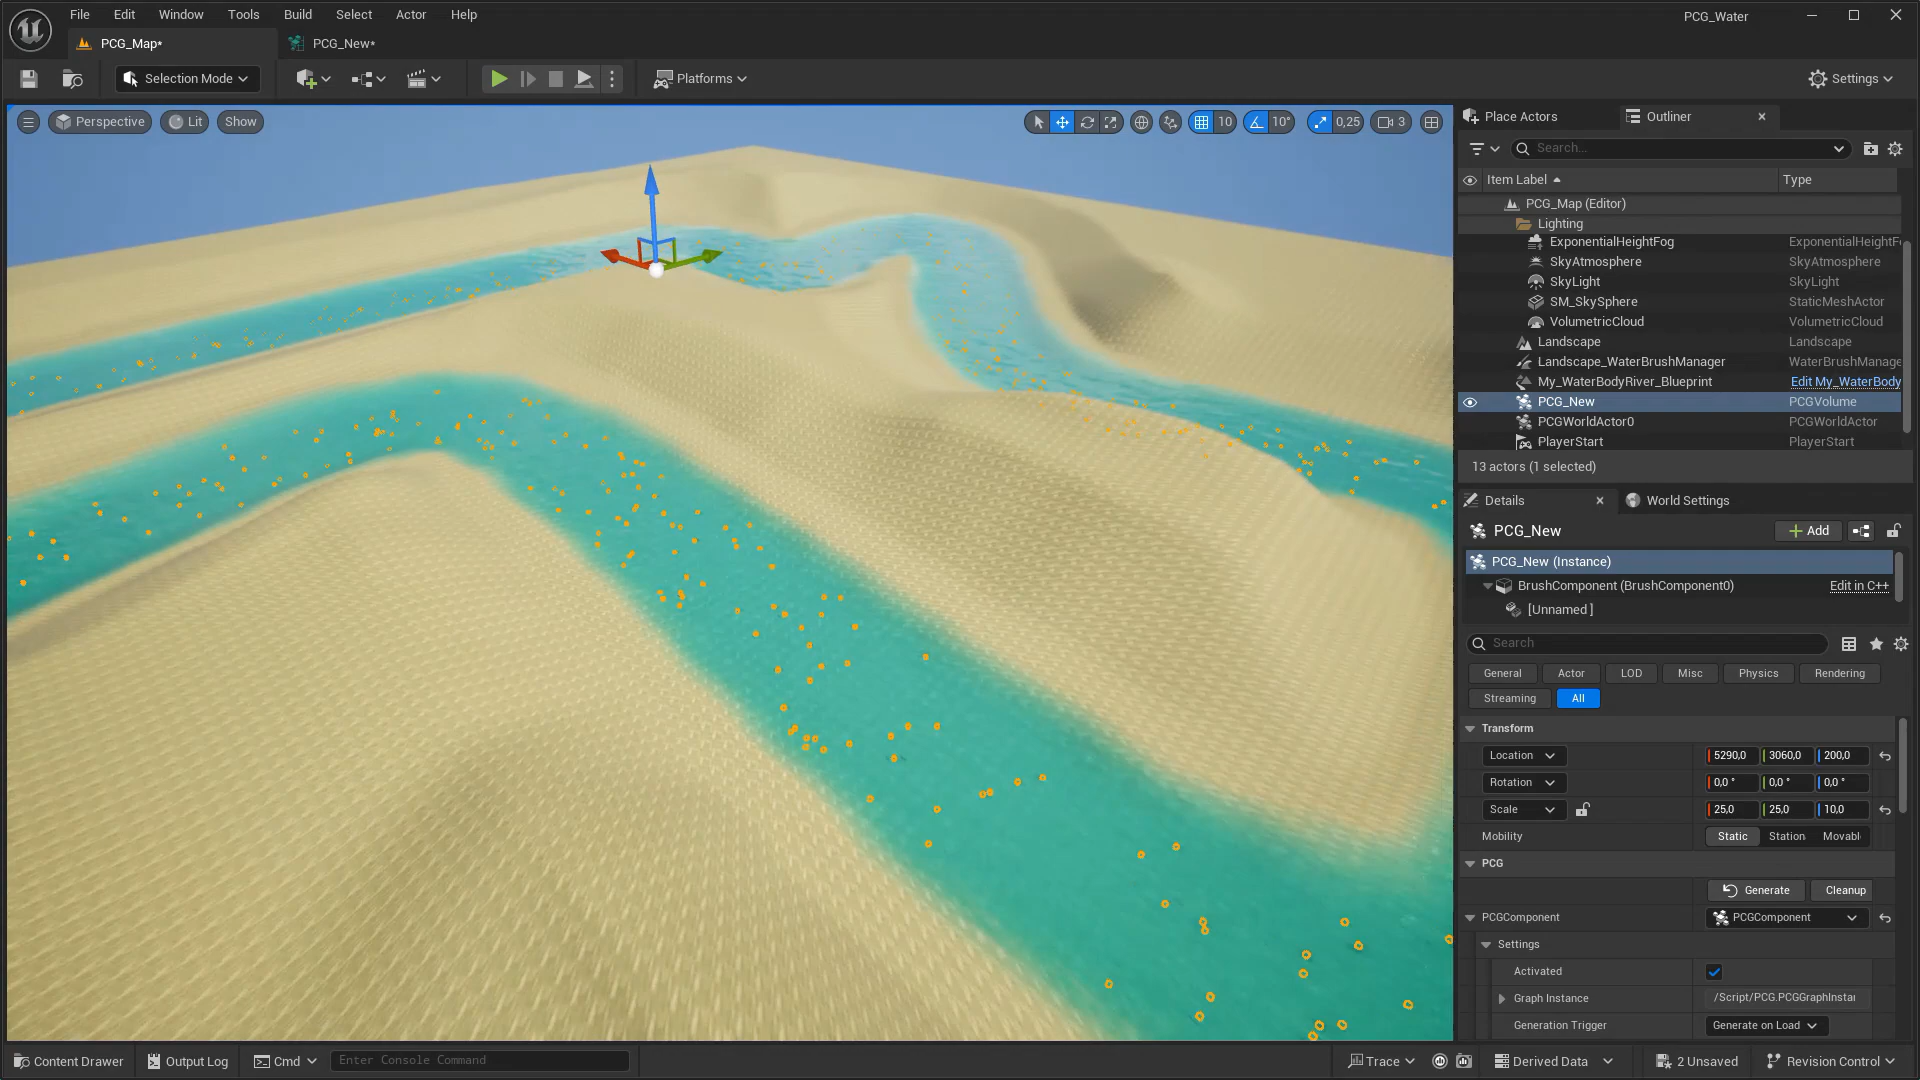 File Edit Window Tools Build Select Actor Help
PCG_Water
PCG_Map*
PCG_New*
Selection Mode
Platforms
Settings
Perspective
Lit
Show
10
10°
0,25
3
Place Actors
Outliner
Search...
Item Label
Type
PCG_Map (Editor)
Lighting
ExponentialHeightFog ExponentialHeightF
SkyAtmosphere SkyAtmosphere
SkyLight SkyLight
SM_SkySphere StaticMeshActor
VolumetricCloud VolumetricCloud
Landscape Landscape
Landscape_WaterBrushManager WaterBrushManage
My_WaterBodyRiver_Blueprint Edit My_WaterBody
PCG_New PCGVolume
PCGWorldActor0 PCGWorldActor
PlayerStart PlayerStart
13 actors (1 selected)
Details
World Settings
PCG_New
Add
PCG_New (Instance)
BrushComponent (BrushComponent0) Edit in C++
[Unnamed ]
Search
General Actor LOD Misc Physics Rendering
Streaming All
Transform
Location 5290,0 3060,0 200,0
Rotation 0,0 ° 0,0 ° 0,0 °
Scale 25,0 25,0 10,0
Mobility Static Station Movabl
PCG
Generate Cleanup
PCGComponent PCGComponent
Settings
Activated
Graph Instance /Script/PCG.PCGGraphInstar
Generation Trigger Generate on Load
Content Drawer
Output Log
Cmd
Enter Console Command
Trace
Derived Data
2 Unsaved
Revision Control